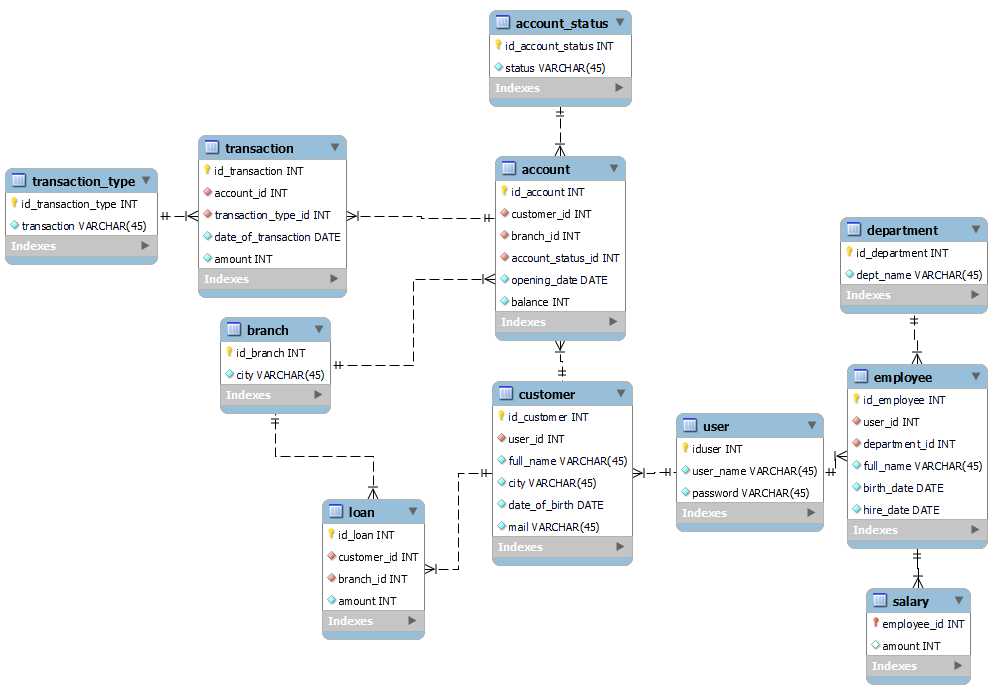 account_status
id_account_status INT
status VARCHAR(45)
Indexes
transaction
id_transaction INT
account_id INT
transaction_type_id INT
date_of_transaction DATE
amount INT
Indexes
transaction_type
id_transaction_type INT
transaction VARCHAR(45)
Indexes
account
id_account INT
customer_id INT
branch_id INT
account_status_id INT
opening_date DATE
balance INT
Indexes
department
id_department INT
dept_name VARCHAR(45)
Indexes
branch
id_branch INT
city VARCHAR(45)
Indexes
customer
id_customer INT
user_id INT
full_name VARCHAR(45)
city VARCHAR(45)
date_of_birth DATE
mail VARCHAR(45)
Indexes
user
iduser INT
user_name VARCHAR(45)
password VARCHAR(45)
Indexes
employee
id_employee INT
user_id INT
department_id INT
full_name VARCHAR(45)
birth_date DATE
hire_date DATE
Indexes
loan
id_loan INT
customer_id INT
branch_id INT
amount INT
Indexes
salary
employee_id INT
amount INT
Indexes